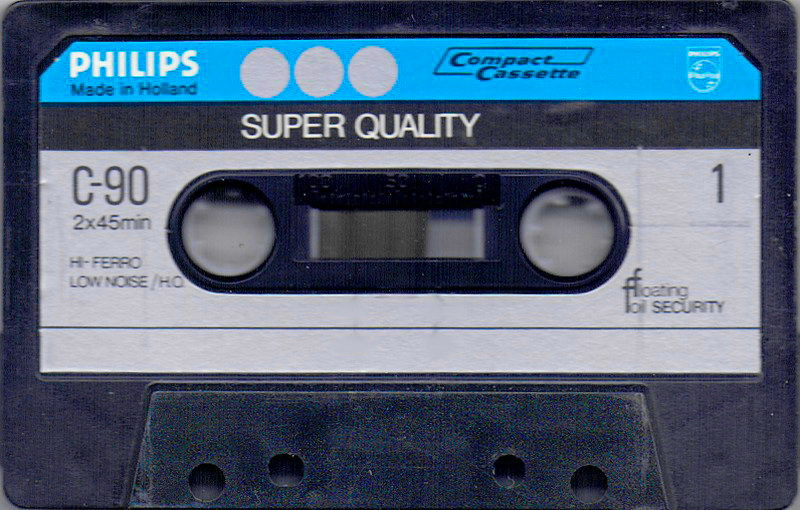 PHILIPS
Made in Holland
Compact
Cassette
PHILIPS
SUPER QUALITY
C-90
2x45min
HI-FERRO
LOW NOISE/H.O.
1
floating
foil SECURITY